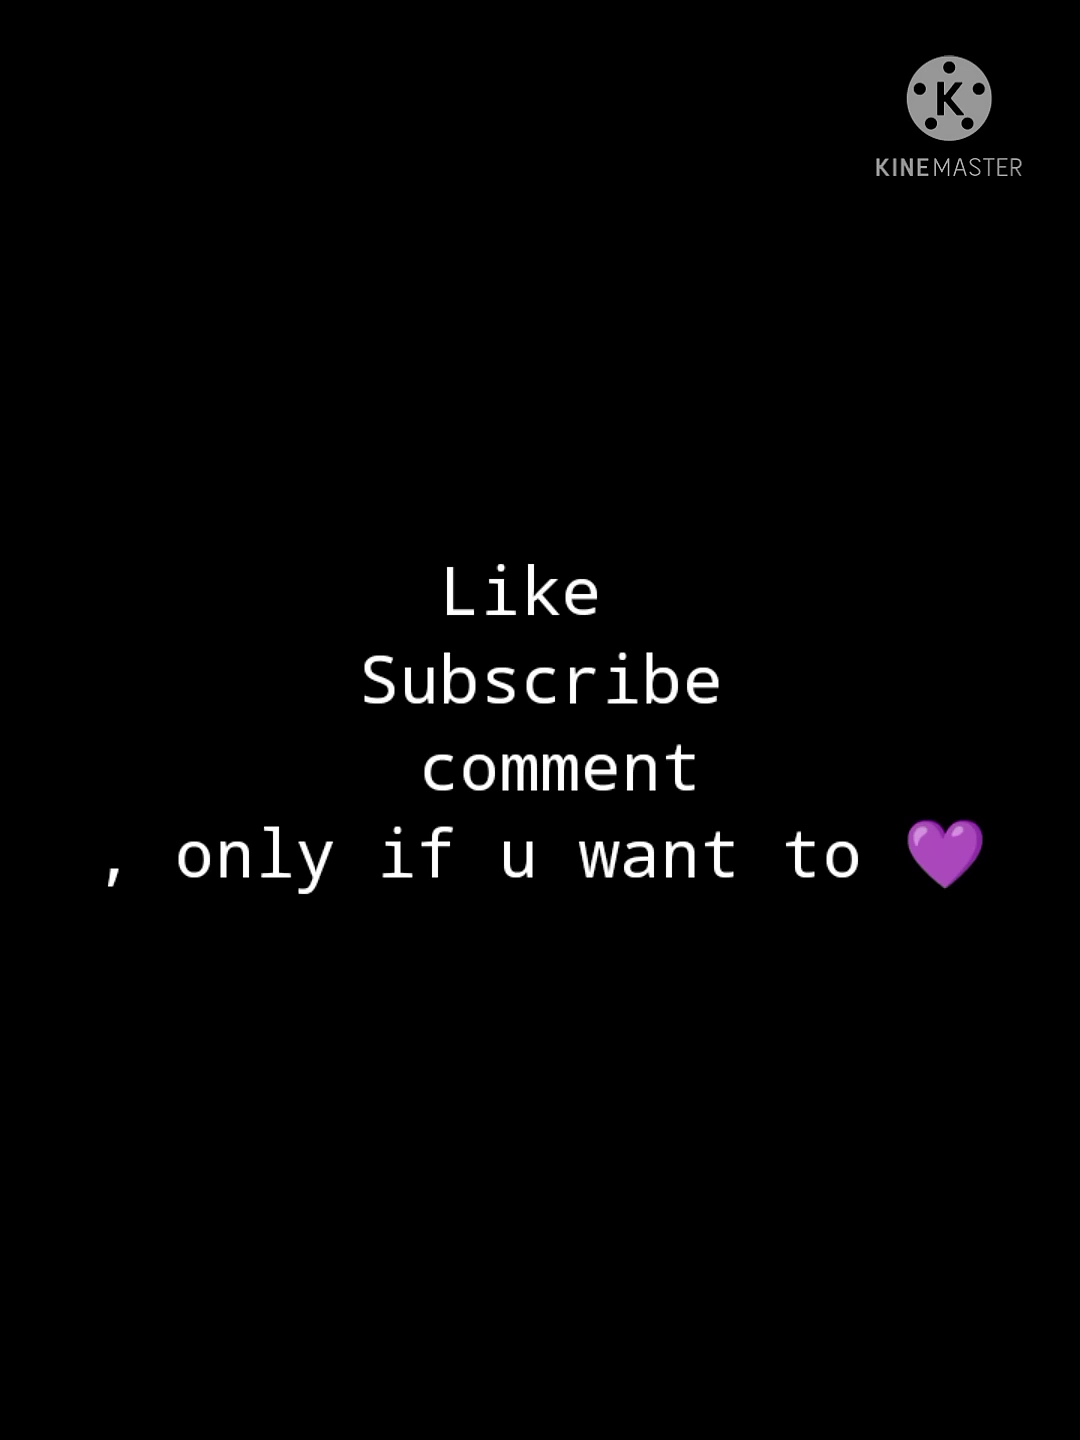 K
KINEMASTER
Like
Subscribe
comment
, only if u want to 💜